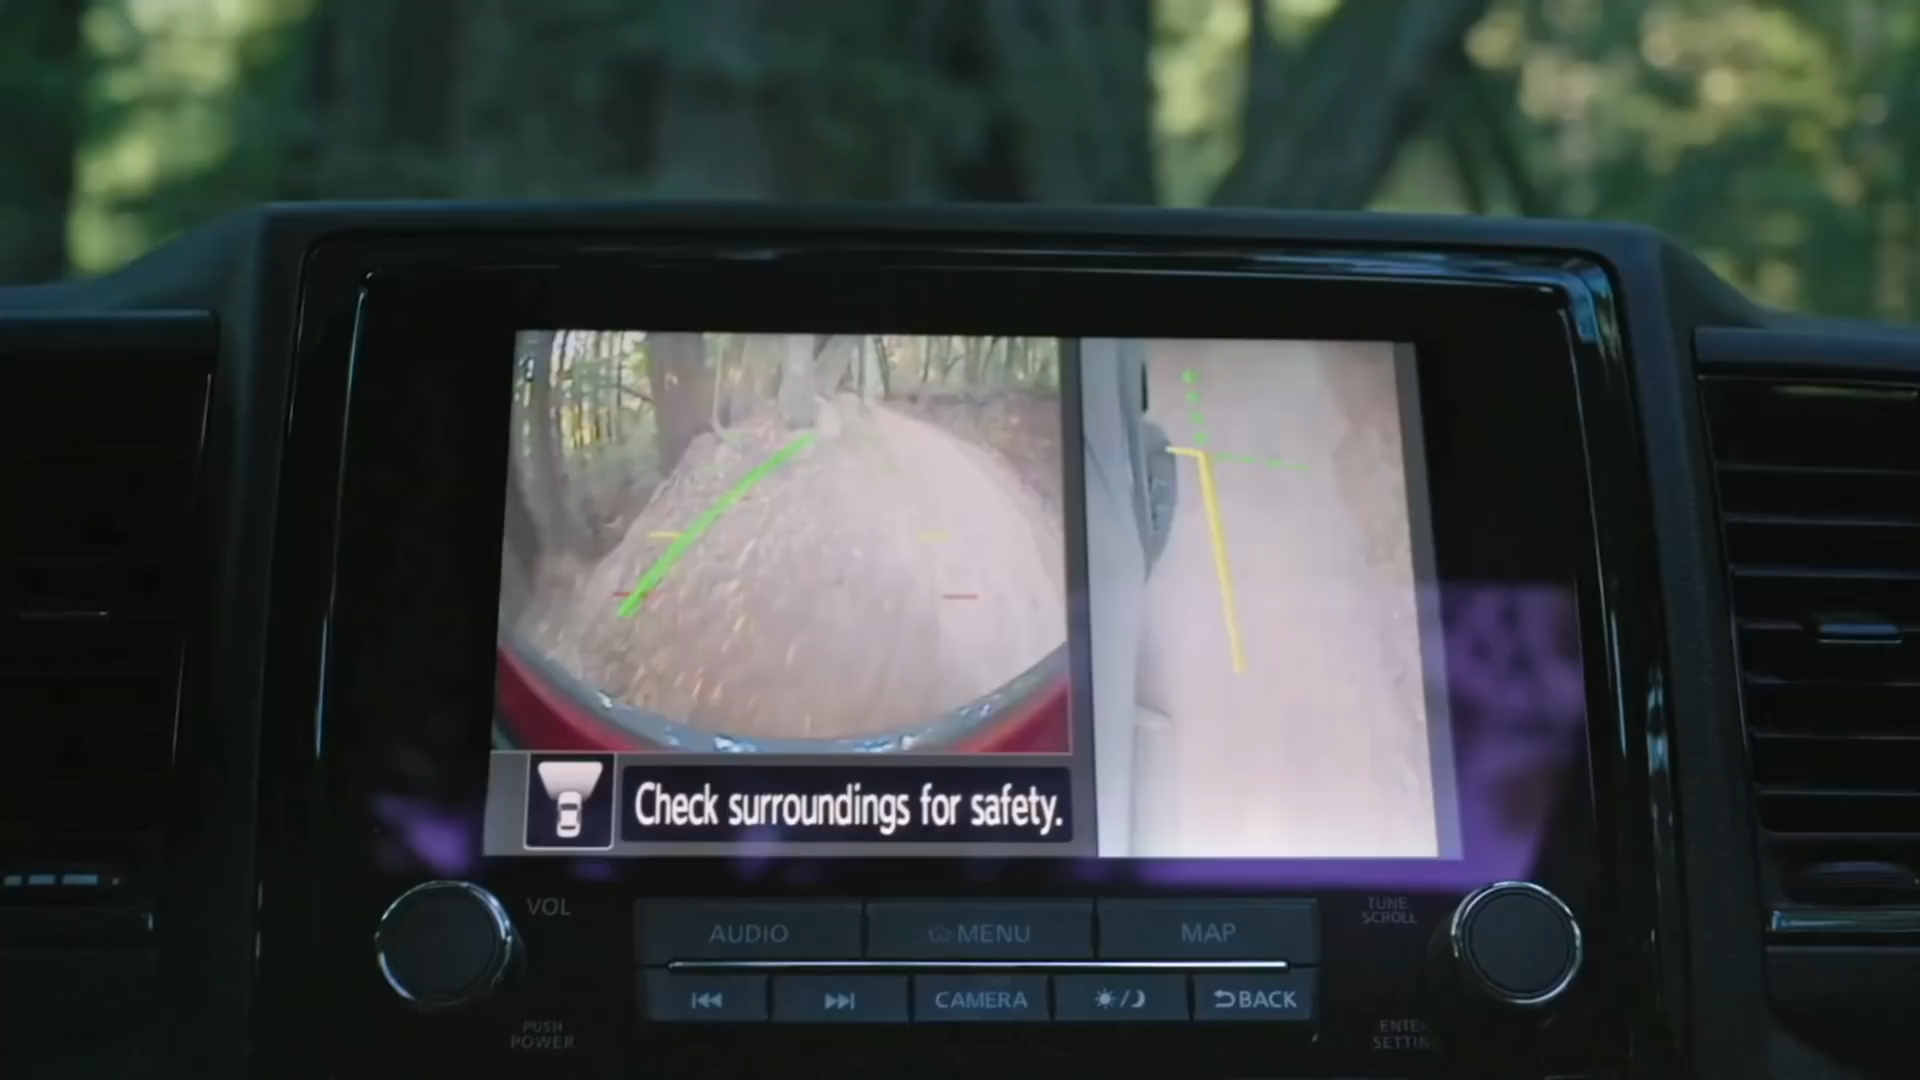 Check surroundings for safety.
VOL
AUDIO
MENU
MAP
TUNE
SCROLL
CAMERA
BACK
PUSH
POWER